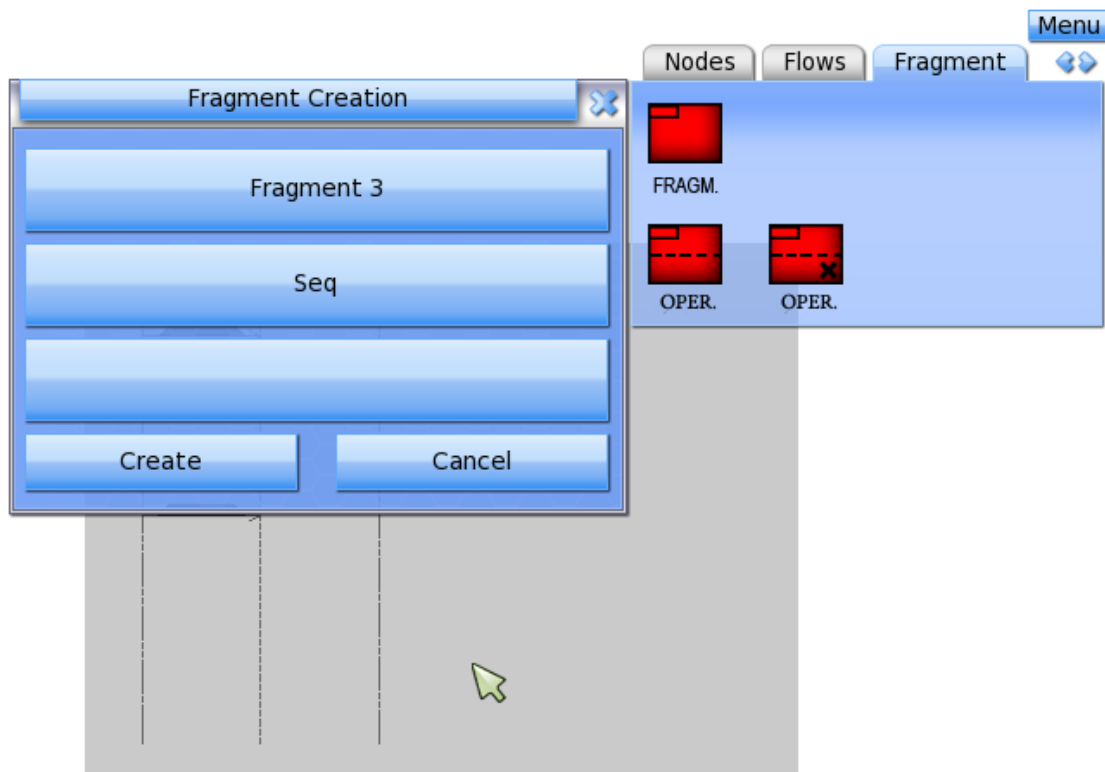 Menu
Nodes
Flows
Fragment
Fragment Creation
Fragment 3
Seq
Create
Cancel
FRAGM.
OPER.
OPER.